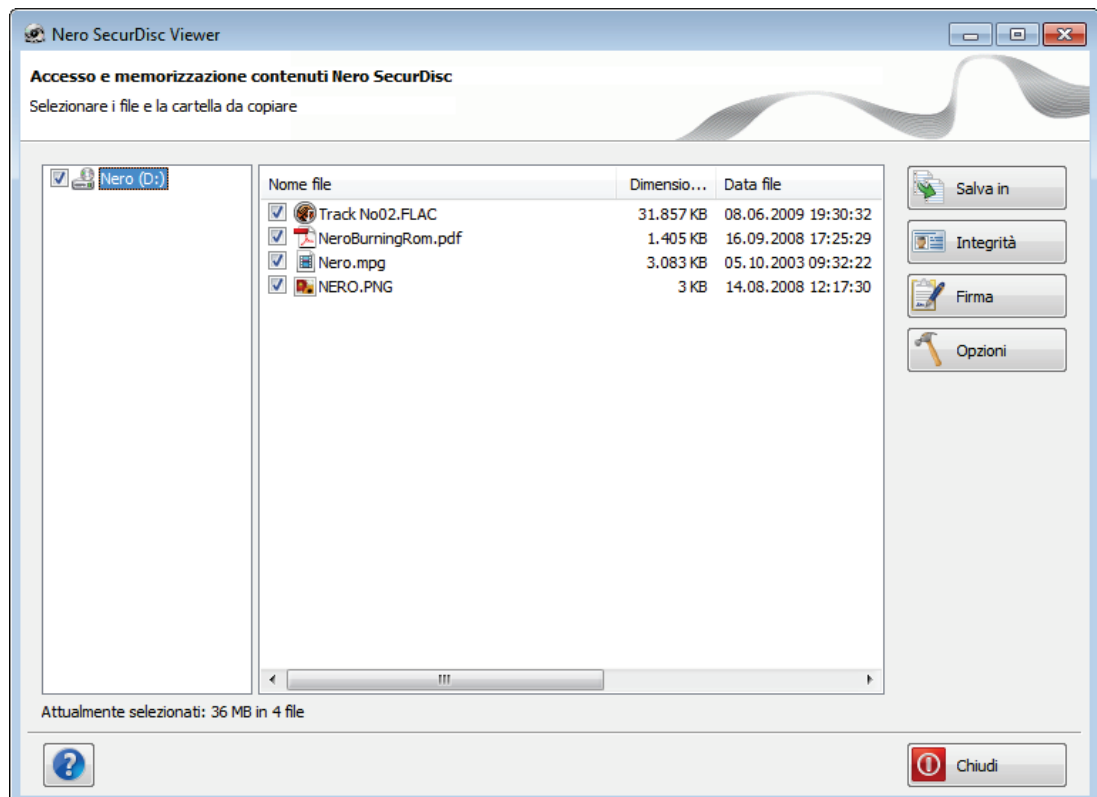 Nero SecurDisc Viewer
Accesso e memorizzazione contenuti Nero SecurDisc
Selezionare i file e la cartella da copiare
Nero (D:)
Nome file Dimensio... Data file
Track No02.FLAC 31.857 KB 08.06.2009 19:30:32
NeroBurningRom.pdf 1.405 KB 16.09.2008 17:25:29
Nero.mpg 3.083 KB 05.10.2003 09:32:22
NERO.PNG 3 KB 14.08.2008 12:17:30
Salva in
Integrità
Firma
Opzioni
Attualmente selezionati: 36 MB in 4 file
Chiudi